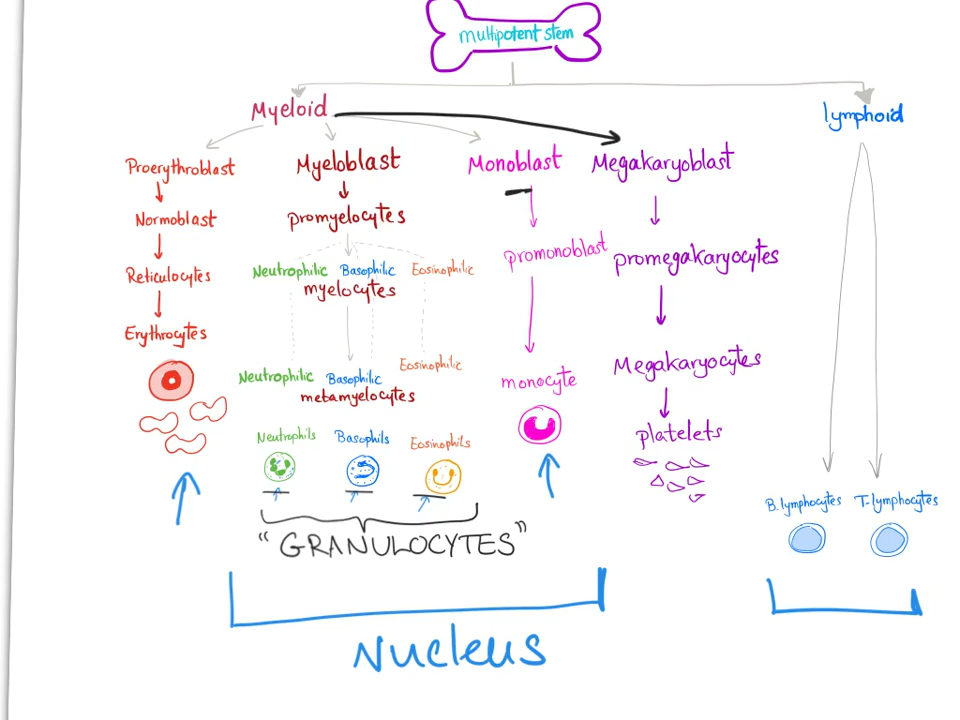 multipotent stem
Myeloid
lymphoid
Proerythroblast
Myeloblast
Monoblast
Megakaryoblast
Normoblast
promyelocytes
promonoblast
promegakaryocytes
Reticulocytes
Neutrophilic Basophilic Eosinophilic
myelocytes
Erythrocytes
Neutrophilic Basophilic Eosinophilic
metamyelocytes
monocyte
Megakaryocytes
platelets
Neutrophils Basophils Eosinophils
B.lymphocytes T-lymphocytes
"GRANULOCYTES"
Nucleus